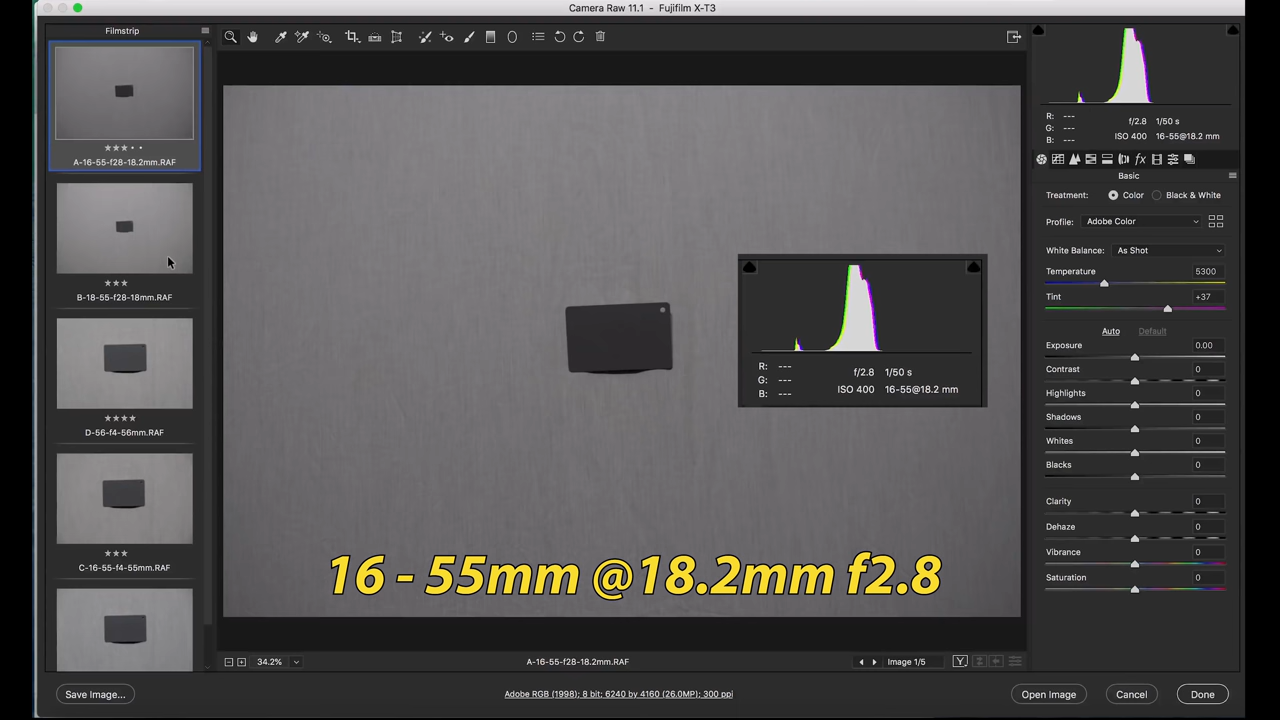 Camera Raw 11.1 - Fujifilm X-T3
Filmstrip
A-16-55-f28-18.2mm.RAF
B-18-55-f28-18mm.RAF
D-56-f4-56mm.RAF
C-16-55-f4-55mm.RAF
R: ---
G: ---
B: ---
f/2.8 1/50 s
ISO 400 16-55@18.2 mm
16 - 55mm @18.2mm f2.8
34.2%
A-16-55-f28-18.2mm.RAF
Image 1/5
Y
R: ---
G: --- f/2.8 1/50 s
B: --- ISO 400 16-55@18.2 mm
fx
Basic
Treatment: Color Black & White
Profile: Adobe Color
White Balance: As Shot
Temperature 5300
Tint +37
Auto Default
Exposure 0.00
Contrast 0
Highlights 0
Shadows 0
Whites 0
Blacks 0
Clarity 0
Dehaze 0
Vibrance 0
Saturation 0
Save Image...
Adobe RGB (1998); 8 bit; 6240 by 4160 (26.0MP); 300 ppi
Open Image
Cancel
Done